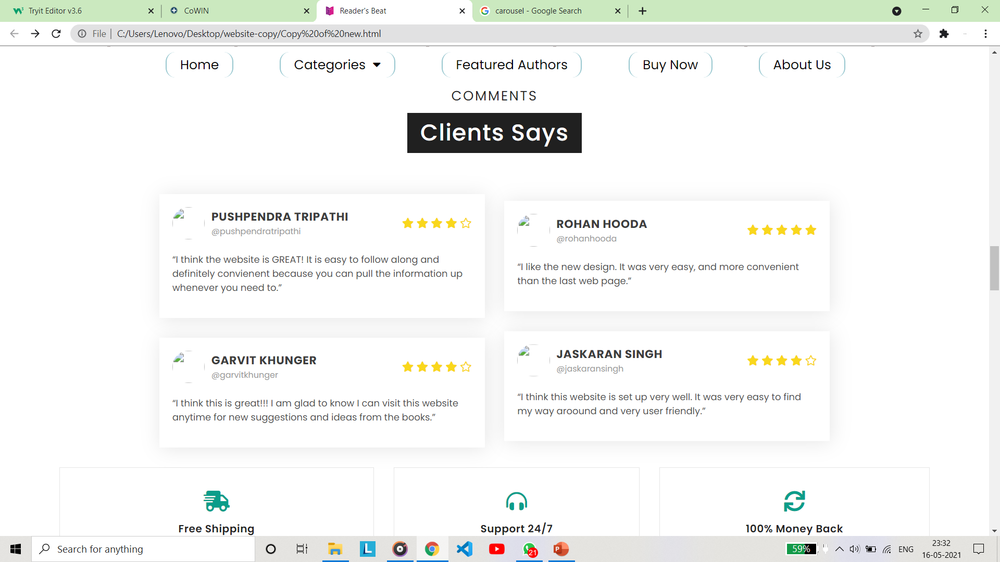 Tryit Editor v3.6
CoWIN
Reader's Beat
carousel - Google Search
File
C:/Users/Lenovo/Desktop/website-copy/Copy%20of%20new.html
Home
Categories
Featured Authors
Buy Now
About Us
COMMENTS
Clients Says
PUSHPENDRA TRIPATHI
@pushpendratripathi
“I think the website is GREAT! It is easy to follow along and
definitely convienent because you can pull the information up
whenever you need to.”
ROHAN HOODA
@rohanhooda
“I like the new design. It was very easy, and more convenient
than the last web page.”
GARVIT KHUNGER
@garvitkhunger
“I think this is great!!! I am glad to know I can visit this website
anytime for new suggestions and ideas from the books.”
JASKARAN SINGH
@jaskaransingh
“I think this website is set up very well. It was very easy to find
my way aroound and very user friendly.”
Free Shipping
Support 24/7
100% Money Back
Search for anything
L
21
P
59%
ENG
23:32
16-05-2021